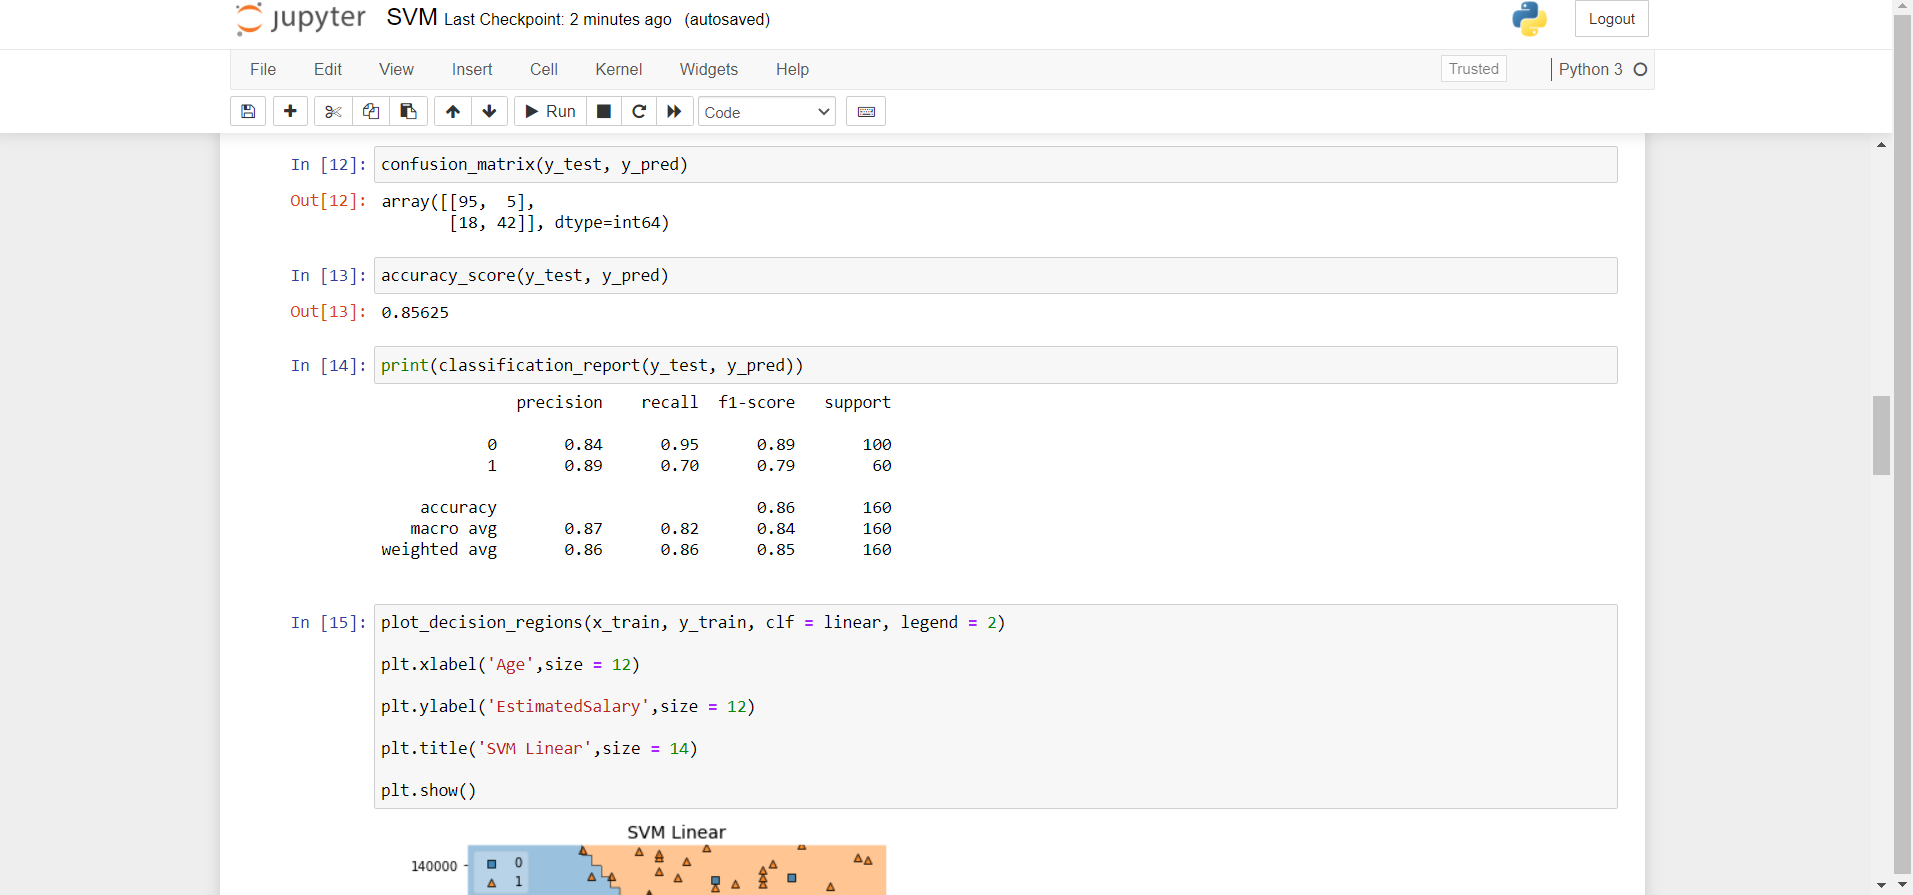 jupyter SVM Last Checkpoint: 2 minutes ago (autosaved) Logout
File Edit View Insert Cell Kernel Widgets Help Trusted Python 3
Run Code
In [12]: confusion_matrix(y_test, y_pred)
Out[12]: array([[95,  5],
       [18, 42]], dtype=int64)
In [13]: accuracy_score(y_test, y_pred)
Out[13]: 0.85625
In [14]: print(classification_report(y_test, y_pred))
precision recall f1-score support
0 0.84 0.95 0.89 100
1 0.89 0.70 0.79 60
accuracy 0.86 160
macro avg 0.87 0.82 0.84 160
weighted avg 0.86 0.86 0.85 160
In [15]: plot_decision_regions(x_train, y_train, clf = linear, legend = 2)
plt.xlabel('Age',size = 12)
plt.ylabel('EstimatedSalary',size = 12)
plt.title('SVM Linear',size = 14)
plt.show()
SVM Linear
140000
0
1